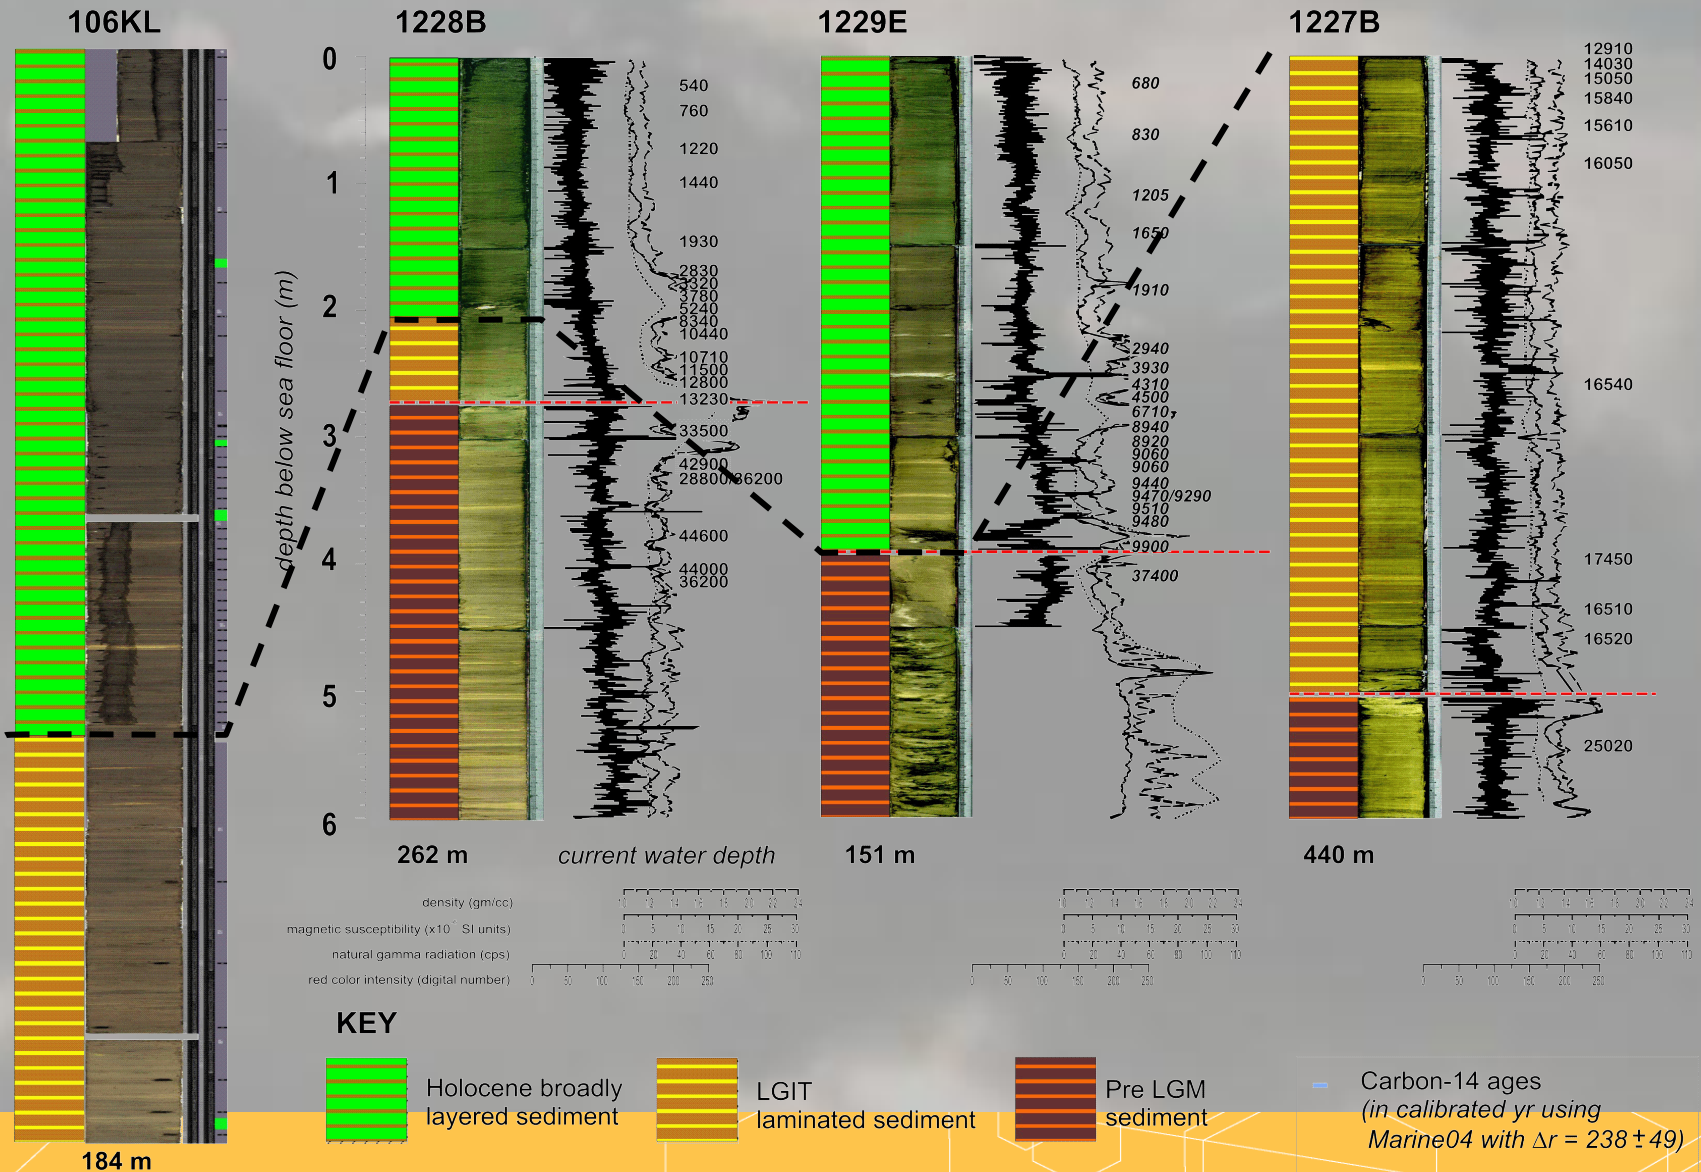 106KL
1228B
1229E
1227B
depth below sea floor (m)
0
1
2
3
4
5
6
540
760
1220
1440
1930
2830
3320
3780
5240
8340
10440
10710
11500
12800
13230
33500
42900
28800/36200
44600
44000
36200
680
830
1205
1650
1910
2940
3930
4310
4500
6710
8940
8920
9060
9060
9440
9470/9290
9510
9480
9900
37400
12910
14030
15050
15840
15610
16050
16540
17450
16510
16520
25020
262 m
current water depth
151 m
440 m
184 m
density (gm/cc)
magnetic susceptibility (x10 SI units)
natural gamma radiation (cps)
red color intensity (digital number)
KEY
Holocene broadly
layered sediment
LGIT
laminated sediment
Pre LGM
sediment
Carbon-14 ages
(in calibrated yr using
Marine04 with Δr = 238 ± 49)